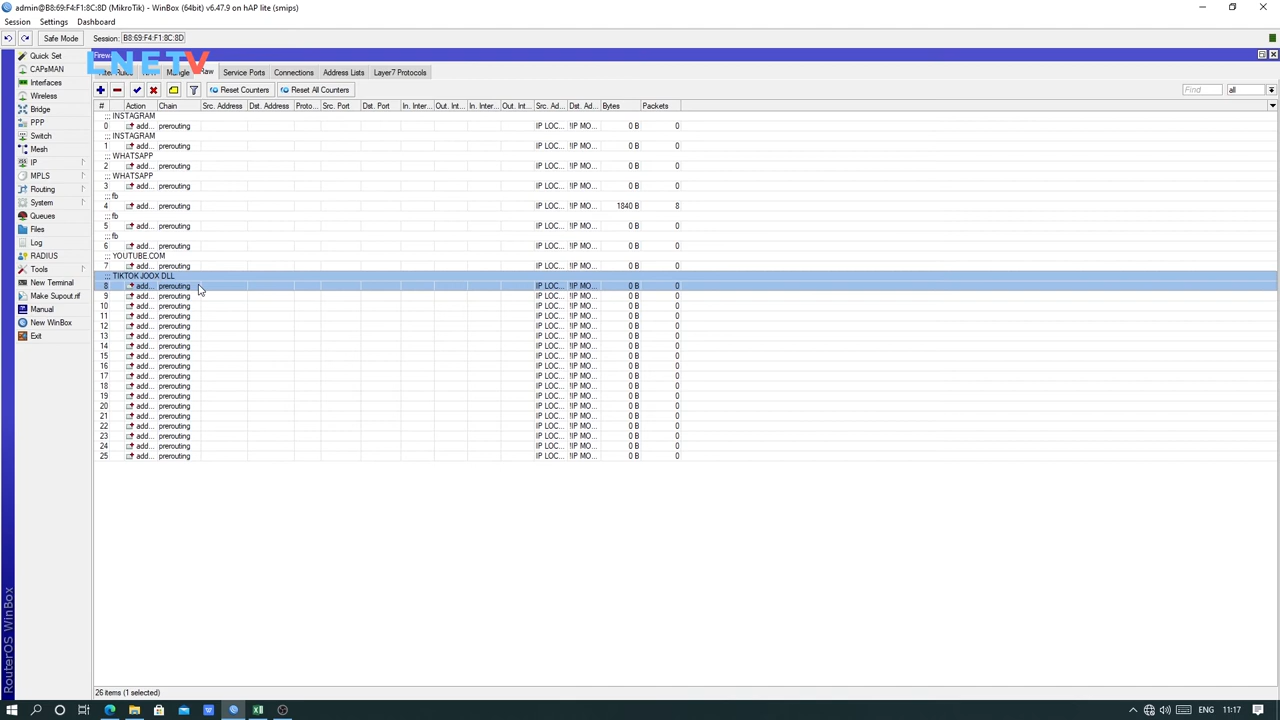 admin@B8:69:F4:F1:8C:8D (MikroTik) - WinBox (64bit) v6.47.9 on hAP lite (smips)
Session Settings Dashboard
Safe Mode Session: B8:69:F4:F1:8C:8D
Quick Set
CAPsMAN
Interfaces
Wireless
Bridge
PPP
Switch
Mesh
IP
MPLS
Routing
System
Queues
Files
Log
RADIUS
Tools
New Terminal
Make Supout.rif
Manual
New WinBox
Exit
RouterOS WinBox
ENETV
Mangle Raw Service Ports Connections Address Lists Layer7 Protocols
Reset Counters Reset All Counters Find all
# Action Chain Src. Address Dst. Address Proto... Src. Port Dst. Port In. Inter... Out. Int... In. Inter... Out. Int... Src. Ad... Dst. Ad... Bytes Packets
;;; INSTAGRAM
0 add... prerouting IP LOC... !IP MO... 0 B 0
;;; INSTAGRAM
1 add... prerouting IP LOC... !IP MO... 0 B 0
;;; WHATSAPP
2 add... prerouting IP LOC... !IP MO... 0 B 0
;;; WHATSAPP
3 add... prerouting IP LOC... !IP MO... 0 B 0
;;; fb
4 add... prerouting IP LOC... !IP MO... 1840 B 8
;;; fb
5 add... prerouting IP LOC... !IP MO... 0 B 0
;;; fb
6 add... prerouting IP LOC... !IP MO... 0 B 0
;;; YOUTUBE.COM
7 add... prerouting IP LOC... !IP MO... 0 B 0
;;; TIKTOK JOOX DLL
8 add... prerouting IP LOC... !IP MO... 0 B 0
9 add... prerouting IP LOC... !IP MO... 0 B 0
10 add... prerouting IP LOC... !IP MO... 0 B 0
11 add... prerouting IP LOC... !IP MO... 0 B 0
12 add... prerouting IP LOC... !IP MO... 0 B 0
13 add... prerouting IP LOC... !IP MO... 0 B 0
14 add... prerouting IP LOC... !IP MO... 0 B 0
15 add... prerouting IP LOC... !IP MO... 0 B 0
16 add... prerouting IP LOC... !IP MO... 0 B 0
17 add... prerouting IP LOC... !IP MO... 0 B 0
18 add... prerouting IP LOC... !IP MO... 0 B 0
19 add... prerouting IP LOC... !IP MO... 0 B 0
20 add... prerouting IP LOC... !IP MO... 0 B 0
21 add... prerouting IP LOC... !IP MO... 0 B 0
22 add... prerouting IP LOC... !IP MO... 0 B 0
23 add... prerouting IP LOC... !IP MO... 0 B 0
24 add... prerouting IP LOC... !IP MO... 0 B 0
25 add... prerouting IP LOC... !IP MO... 0 B 0
26 items (1 selected)
ENG 11:17